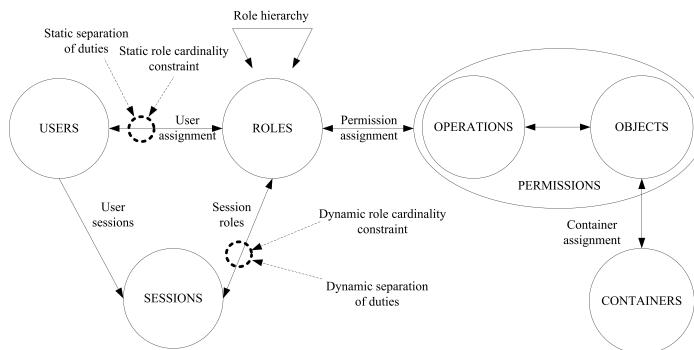 Role hierarchy
Static separation
of duties
Static role cardinality
constraint
USERS
User
assignment
ROLES
Permission
assignment
OPERATIONS
OBJECTS
PERMISSIONS
User
sessions
Session
roles
Dynamic role cardinality
constraint
Container
assignment
Dynamic separation
of duties
SESSIONS
CONTAINERS